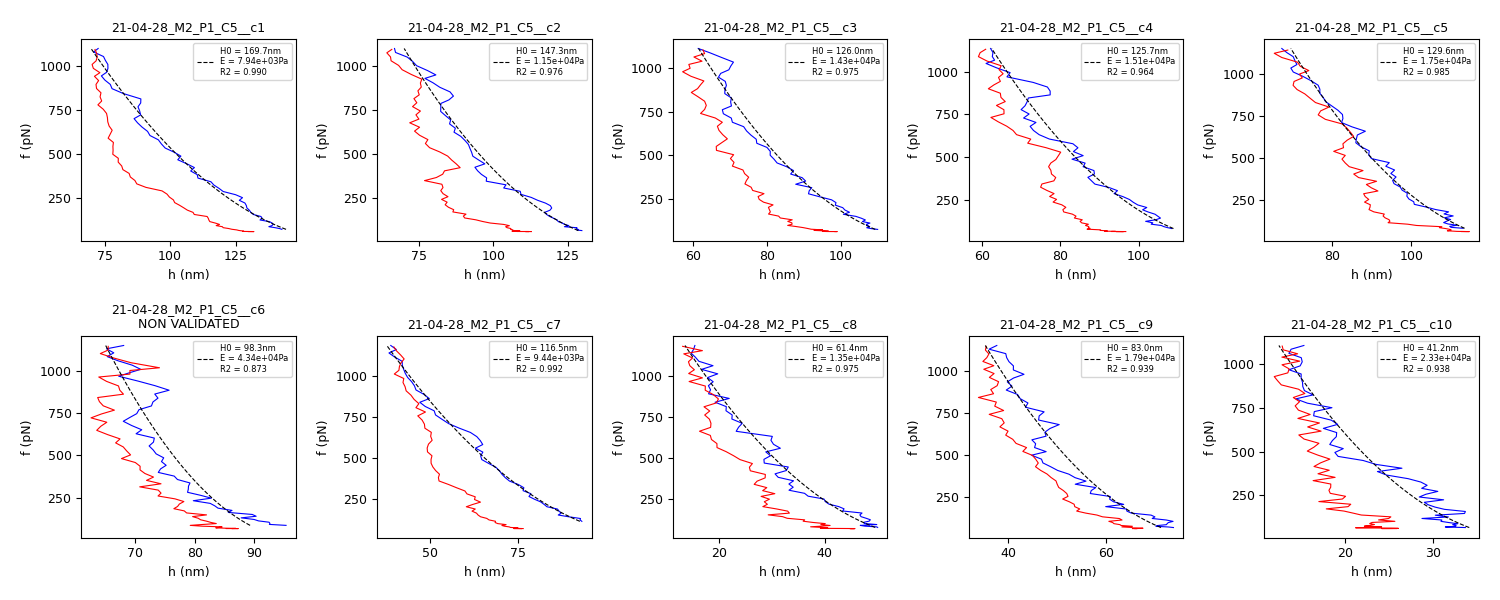 21-04-28_M2_P1_C5__c1
H0 = 169.7nm
E = 7.94e+03Pa
R2 = 0.990
f (pN)
1000
750
500
250
75 100 125
h (nm)
21-04-28_M2_P1_C5__c2
H0 = 147.3nm
E = 1.15e+04Pa
R2 = 0.976
f (pN)
1000
750
500
250
75 100 125
h (nm)
21-04-28_M2_P1_C5__c3
H0 = 126.0nm
E = 1.43e+04Pa
R2 = 0.975
f (pN)
1000
750
500
250
60 80 100
h (nm)
21-04-28_M2_P1_C5__c4
H0 = 125.7nm
E = 1.51e+04Pa
R2 = 0.964
f (pN)
1000
750
500
250
60 80 100
h (nm)
21-04-28_M2_P1_C5__c5
H0 = 129.6nm
E = 1.75e+04Pa
R2 = 0.985
f (pN)
1000
750
500
250
80 100
h (nm)
21-04-28_M2_P1_C5__c6
NON VALIDATED
H0 = 98.3nm
E = 4.34e+04Pa
R2 = 0.873
f (pN)
1000
750
500
250
70 80 90
h (nm)
21-04-28_M2_P1_C5__c7
H0 = 116.5nm
E = 9.44e+03Pa
R2 = 0.992
f (pN)
1000
750
500
250
50 75
h (nm)
21-04-28_M2_P1_C5__c8
H0 = 61.4nm
E = 1.35e+04Pa
R2 = 0.975
f (pN)
1000
750
500
250
20 40
h (nm)
21-04-28_M2_P1_C5__c9
H0 = 83.0nm
E = 1.79e+04Pa
R2 = 0.939
f (pN)
1000
750
500
250
40 60
h (nm)
21-04-28_M2_P1_C5__c10
H0 = 41.2nm
E = 2.33e+04Pa
R2 = 0.938
f (pN)
1000
750
500
250
20 30
h (nm)